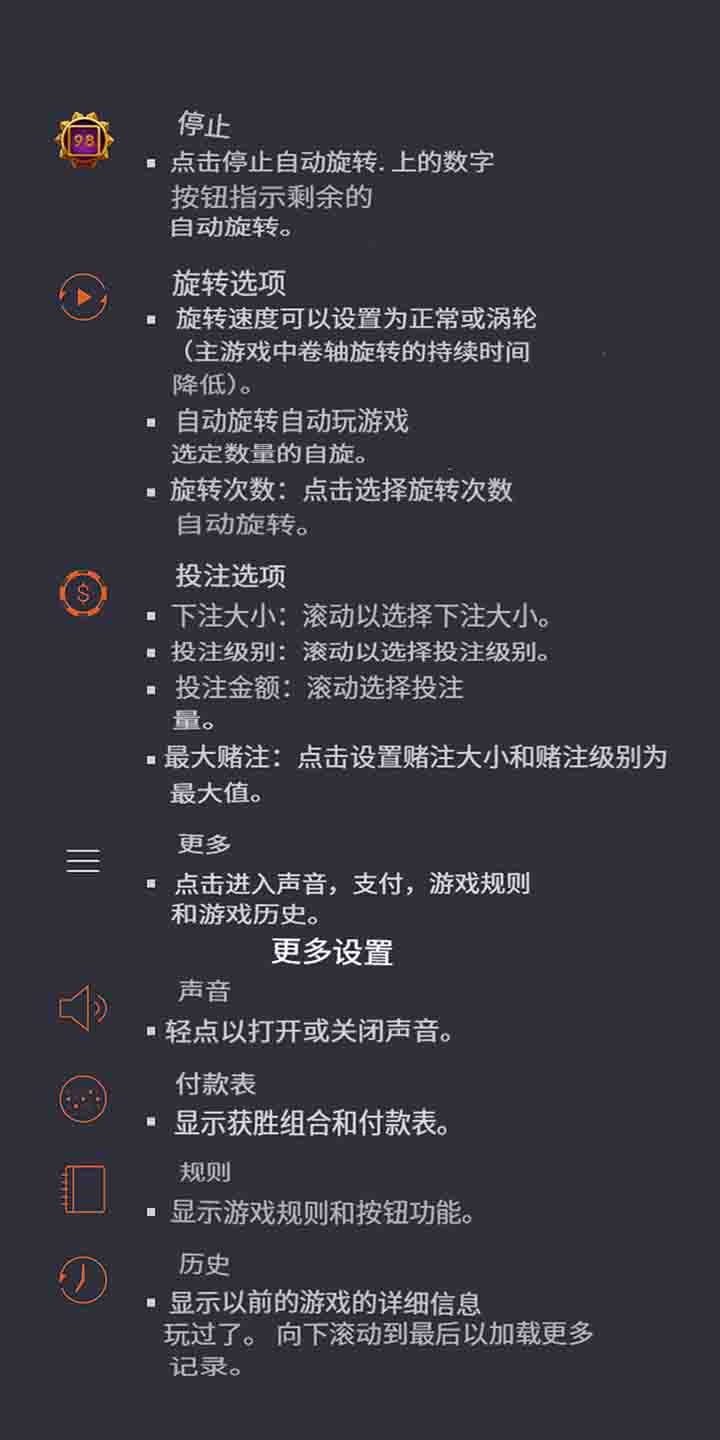 停止
98
▪ 点击停止自动旋转. 上的数字
按钮指示剩余的
自动旋转。
旋转选项
▪ 旋转速度可以设置为正常或涡轮
（主游戏中卷轴旋转的持续时间
降低）。
▪ 自动旋转自动玩游戏
选定数量的自旋。
▪ 旋转次数：点击选择旋转次数
自动旋转。
投注选项
$
▪ 下注大小：滚动以选择下注大小。
▪ 投注级别：滚动以选择投注级别。
▪ 投注金额：滚动选择投注
量。
▪ 最大赌注：点击设置赌注大小和赌注级别为
最大值。
更多
▪ 点击进入声音，支付，游戏规则
和游戏历史。
更多设置
声音
▪ 轻点以打开或关闭声音。
付款表
▪ 显示获胜组合和付款表。
规则
▪ 显示游戏规则和按钮功能。
历史
▪ 显示以前的游戏的详细信息
玩过了。 向下滚动到最后以加载更多
记录。